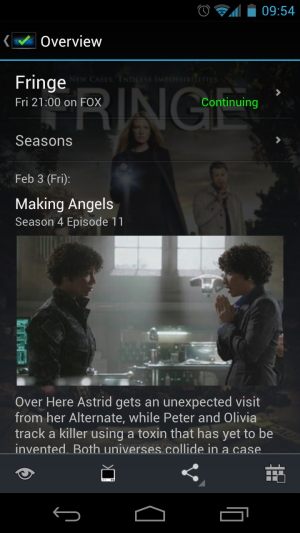 09:54
Overview
NEW CASES. ENDLESS IMPOSSIBILITIES.
FRINGE
Fringe
Fri 21:00 on FOX
Continuing
Seasons
Feb 3 (Fri):
Making Angels
Season 4 Episode 11
Over Here Astrid gets an unexpected visit
from her Alternate, while Peter and Olivia
track a killer using a toxin that has yet to be
invented. Both universes collide in a case